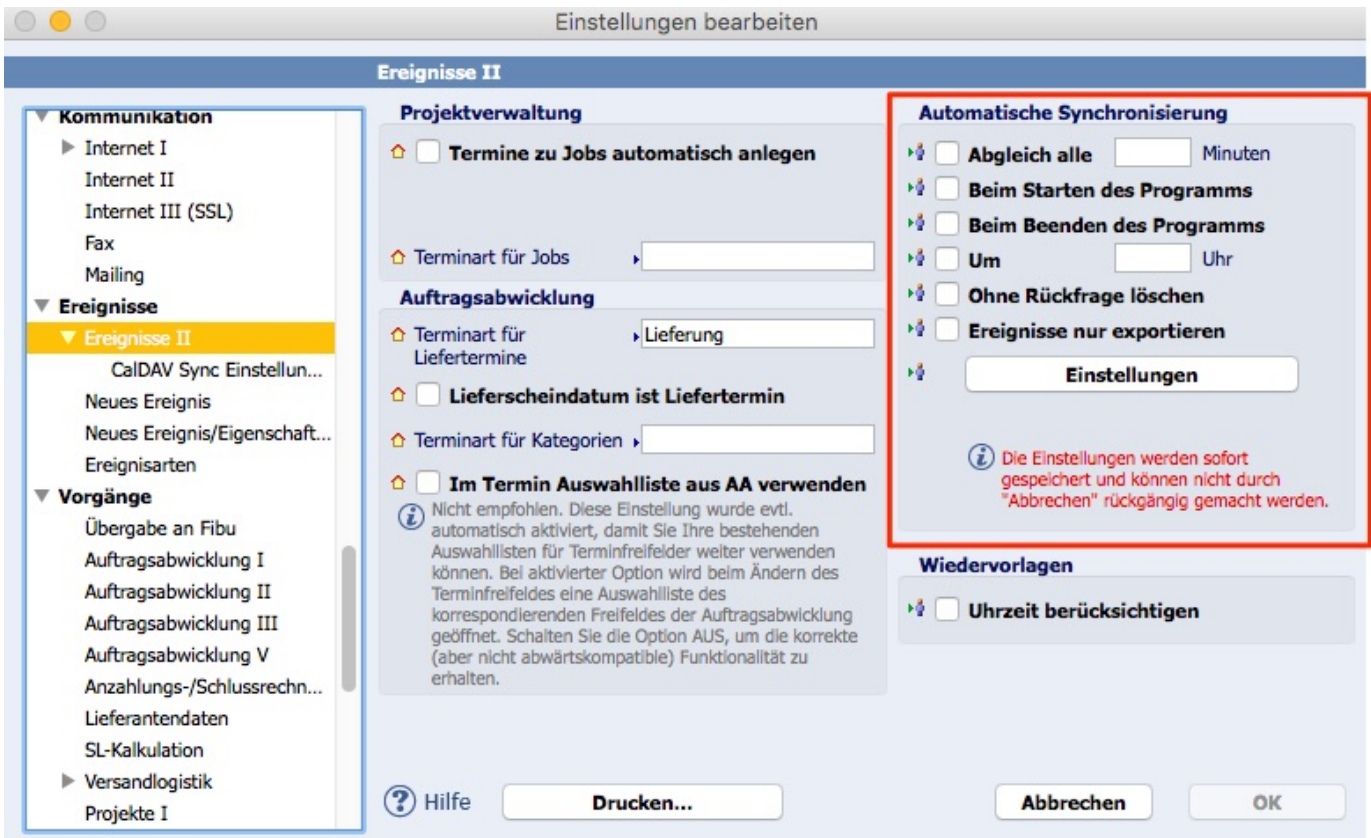 Einstellungen bearbeiten
Ereignisse II
Kommunikation
Internet I
Internet II
Internet III (SSL)
Fax
Mailing
Ereignisse
Ereignisse II
CalDAV Sync Einstellun...
Neues Ereignis
Neues Ereignis/Eigenschaft...
Ereignisarten
Vorgänge
Übergabe an Fibu
Auftragsabwicklung I
Auftragsabwicklung II
Auftragsabwicklung III
Auftragsabwicklung V
Anzahlungs-/Schlussrechn...
Lieferantendaten
SL-Kalkulation
Versandlogistik
Projekte I
Projektverwaltung
Termine zu Jobs automatisch anlegen
Terminart für Jobs
Auftragsabwicklung
Terminart für
Liefertermine
Lieferung
Lieferscheindatum ist Liefertermin
Terminart für Kategorien
Im Termin Auswahlliste aus AA verwenden
Nicht empfohlen. Diese Einstellung wurde evtl.
automatisch aktiviert, damit Sie Ihre bestehenden
Auswahllisten für Terminfreifelder weiter verwenden
können. Bei aktivierter Option wird beim Ändern des
Terminfreifeldes eine Auswahlliste des
korrespondierenden Freifeldes der Auftragsabwicklung
geöffnet. Schalten Sie die Option AUS, um die korrekte
(aber nicht abwärtskompatible) Funktionalität zu
erhalten.
Automatische Synchronisierung
Abgleich alle Minuten
Beim Starten des Programms
Beim Beenden des Programms
Um Uhr
Ohne Rückfrage löschen
Ereignisse nur exportieren
Einstellungen
Die Einstellungen werden sofort
gespeichert und können nicht durch
"Abbrechen" rückgängig gemacht werden.
Wiedervorlagen
Uhrzeit berücksichtigen
? Hilfe
Drucken...
Abbrechen
OK